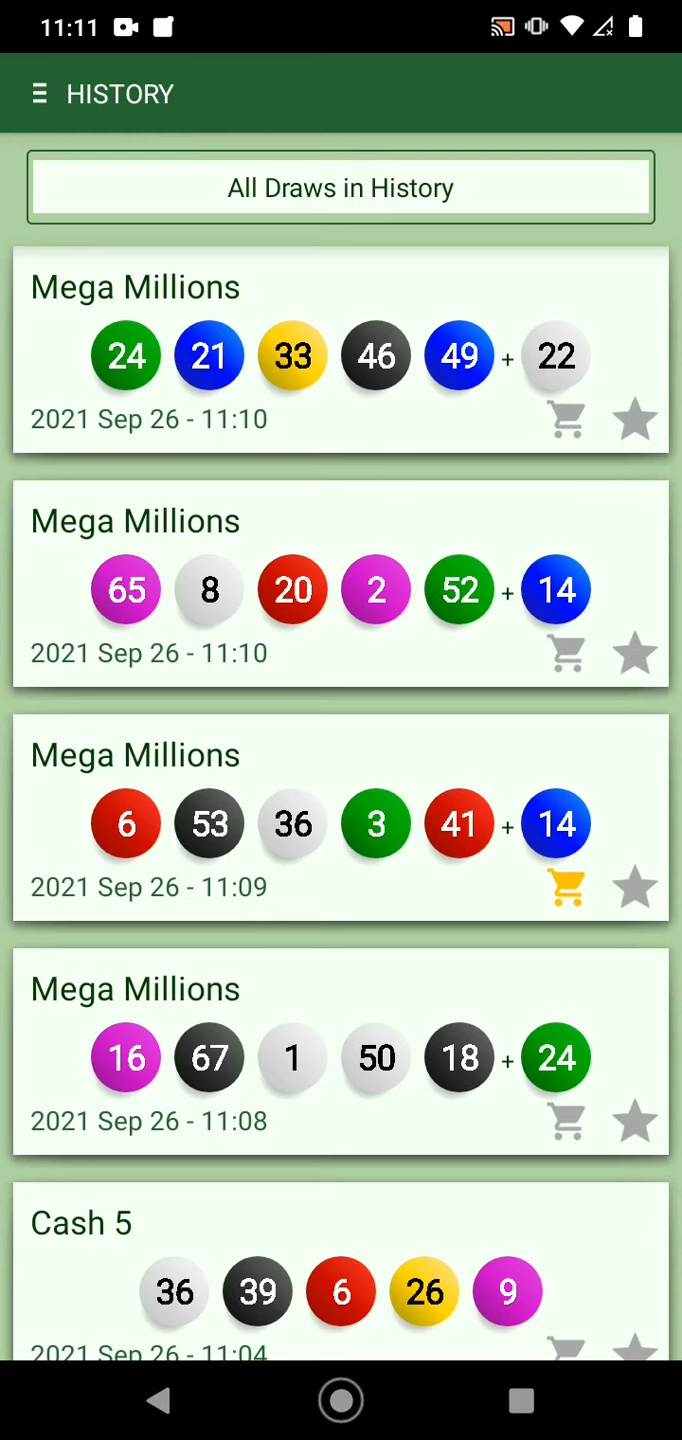 11:11
HISTORY
All Draws in History
Mega Millions
24 21 33 46 49 + 22
2021 Sep 26 - 11:10
Mega Millions
65 8 20 2 52 + 14
2021 Sep 26 - 11:10
Mega Millions
6 53 36 3 41 + 14
2021 Sep 26 - 11:09
Mega Millions
16 67 1 50 18 + 24
2021 Sep 26 - 11:08
Cash 5
36 39 6 26 9
2021 Sep 26 - 11:04